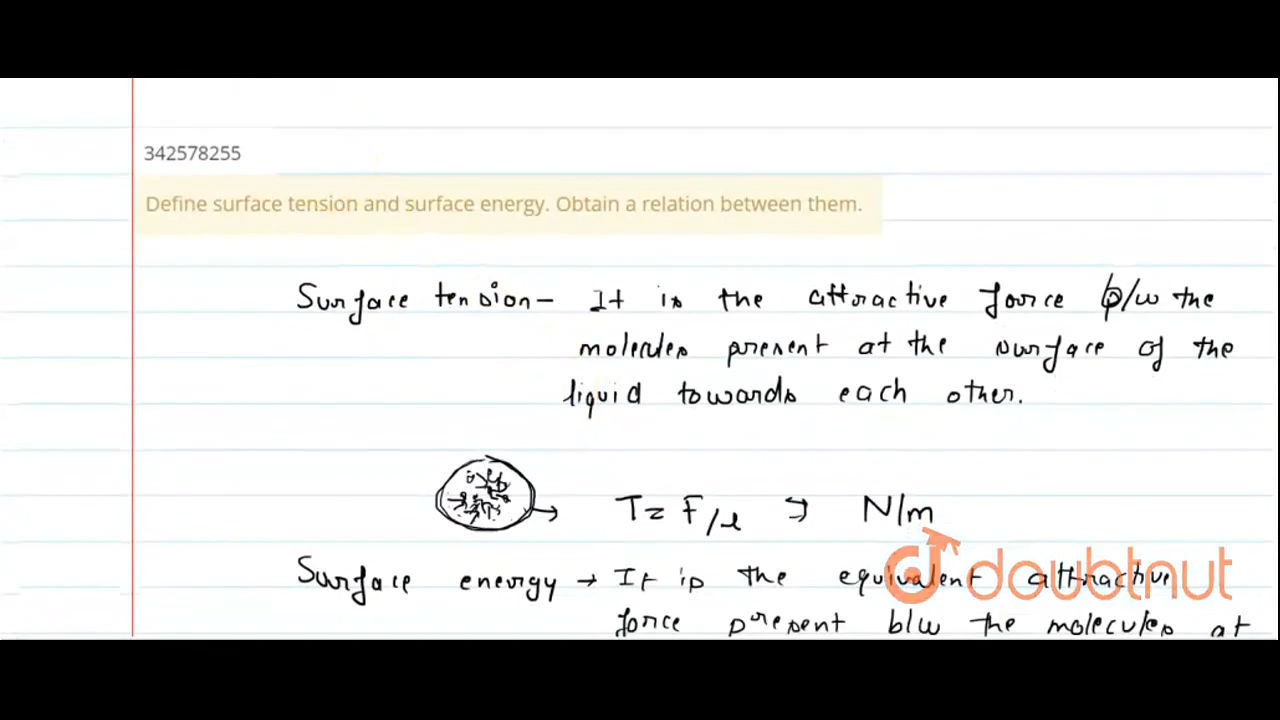 342578255
Define surface tension and surface energy. Obtain a relation between them.
Surface tension – It is the attractive force b/w the
molecules present at the surface of the
liquid towards each other.
T = F/l → N/m
doubtnut
Surface energy → It is the equivalent attractive
force present b/w the molecules at